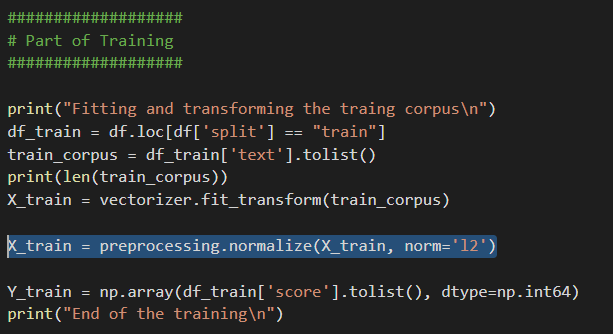 ###################
# Part of Training
###################
print("Fitting and transforming the traing corpus\n")
df_train = df.loc[df['split'] == "train"]
train_corpus = df_train['text'].tolist()
print(len(train_corpus))
X_train = vectorizer.fit_transform(train_corpus)
X_train = preprocessing.normalize(X_train, norm='l2')
Y_train = np.array(df_train['score'].tolist(), dtype=np.int64)
print("End of the training\n")